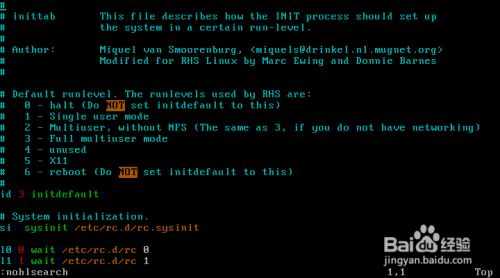 #
# inittab       This file describes how the INIT process should set up
#               the system in a certain run-level.
#
# Author:       Miquel van Smoorenburg, <miquels@drinkel.nl.mugnet.org>
#               Modified for RHS Linux by Marc Ewing and Donnie Barnes
#

# Default runlevel. The runlevels used by RHS are:
#   0 - halt (Do NOT set initdefault to this)
#   1 - Single user mode
#   2 - Multiuser, without NFS (The same as 3, if you do not have networking)
#   3 - Full multiuser mode
#   4 - unused
#   5 - X11
#   6 - reboot (Do NOT set initdefault to this)
#
id 3 initdefault

# System initialization.
si  sysinit /etc/rc.d/rc.sysinit

l0 0 wait /etc/rc.d/rc 0
l1 1 wait /etc/rc.d/rc 1
:nohlsearch 1,1 Top
Baidu 经验
jingyan.baidu.com